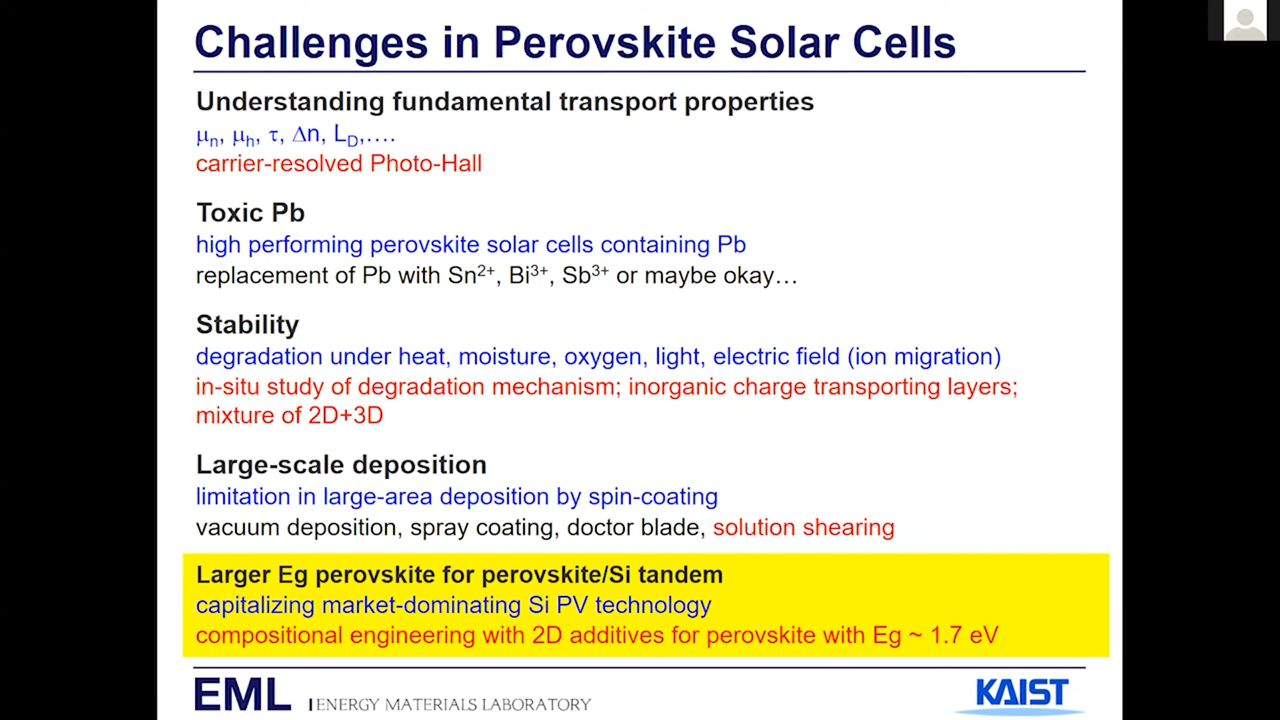 Challenges in Perovskite Solar Cells
Understanding fundamental transport properties
μn, μh, τ, Δn, LD,….
carrier-resolved Photo-Hall
Toxic Pb
high performing perovskite solar cells containing Pb
replacement of Pb with Sn²⁺, Bi³⁺, Sb³⁺ or maybe okay…
Stability
degradation under heat, moisture, oxygen, light, electric field (ion migration)
in-situ study of degradation mechanism; inorganic charge transporting layers;
mixture of 2D+3D
Large-scale deposition
limitation in large-area deposition by spin-coating
vacuum deposition, spray coating, doctor blade, solution shearing
Larger Eg perovskite for perovskite/Si tandem
capitalizing market-dominating Si PV technology
compositional engineering with 2D additives for perovskite with Eg ~ 1.7 eV
EML | ENERGY MATERIALS LABORATORY
KAIST